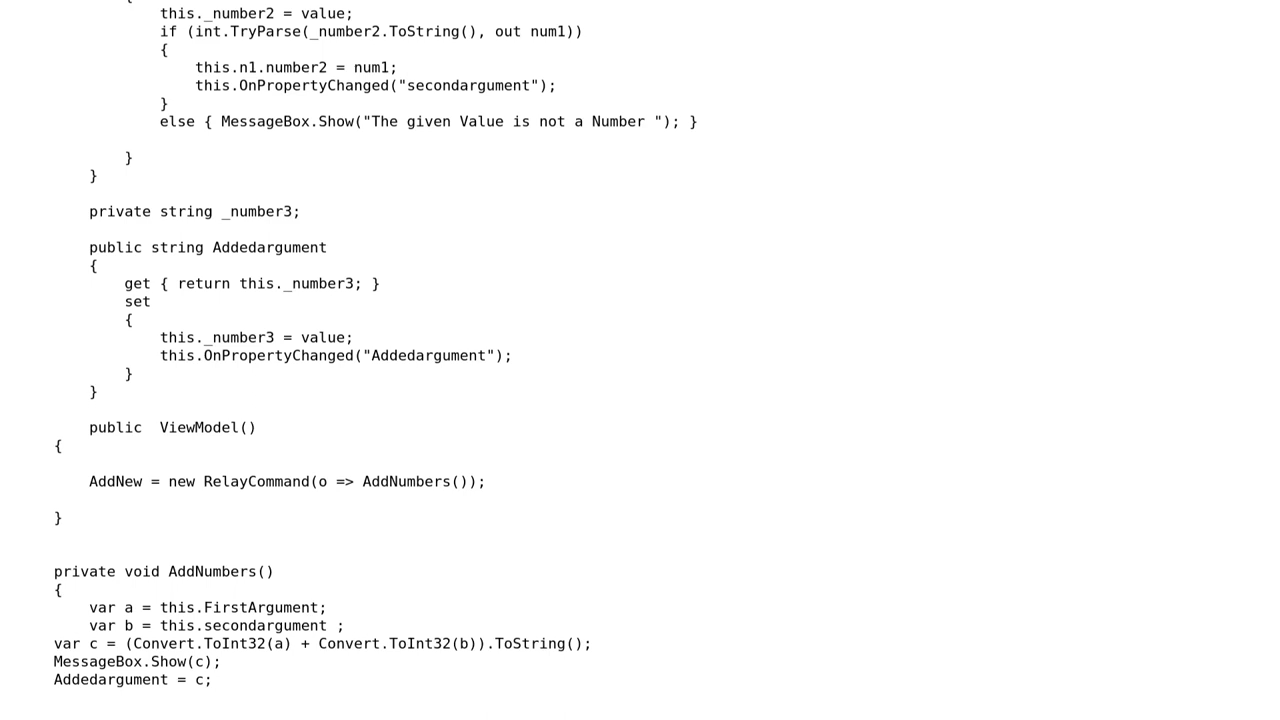 {
this._number2 = value;
if (int.TryParse(_number2.ToString(), out num1))
{
this.n1.number2 = num1;
this.OnPropertyChanged("secondargument");
}
else { MessageBox.Show("The given Value is not a Number "); }
}
}
private string _number3;
public string Addedargument
{
get { return this._number3; }
set
{
this._number3 = value;
this.OnPropertyChanged("Addedargument");
}
}
public  ViewModel()
{
AddNew = new RelayCommand(o => AddNumbers());
}
private void AddNumbers()
{
var a = this.FirstArgument;
var b = this.secondargument ;
var c = (Convert.ToInt32(a) + Convert.ToInt32(b)).ToString();
MessageBox.Show(c);
Addedargument = c;